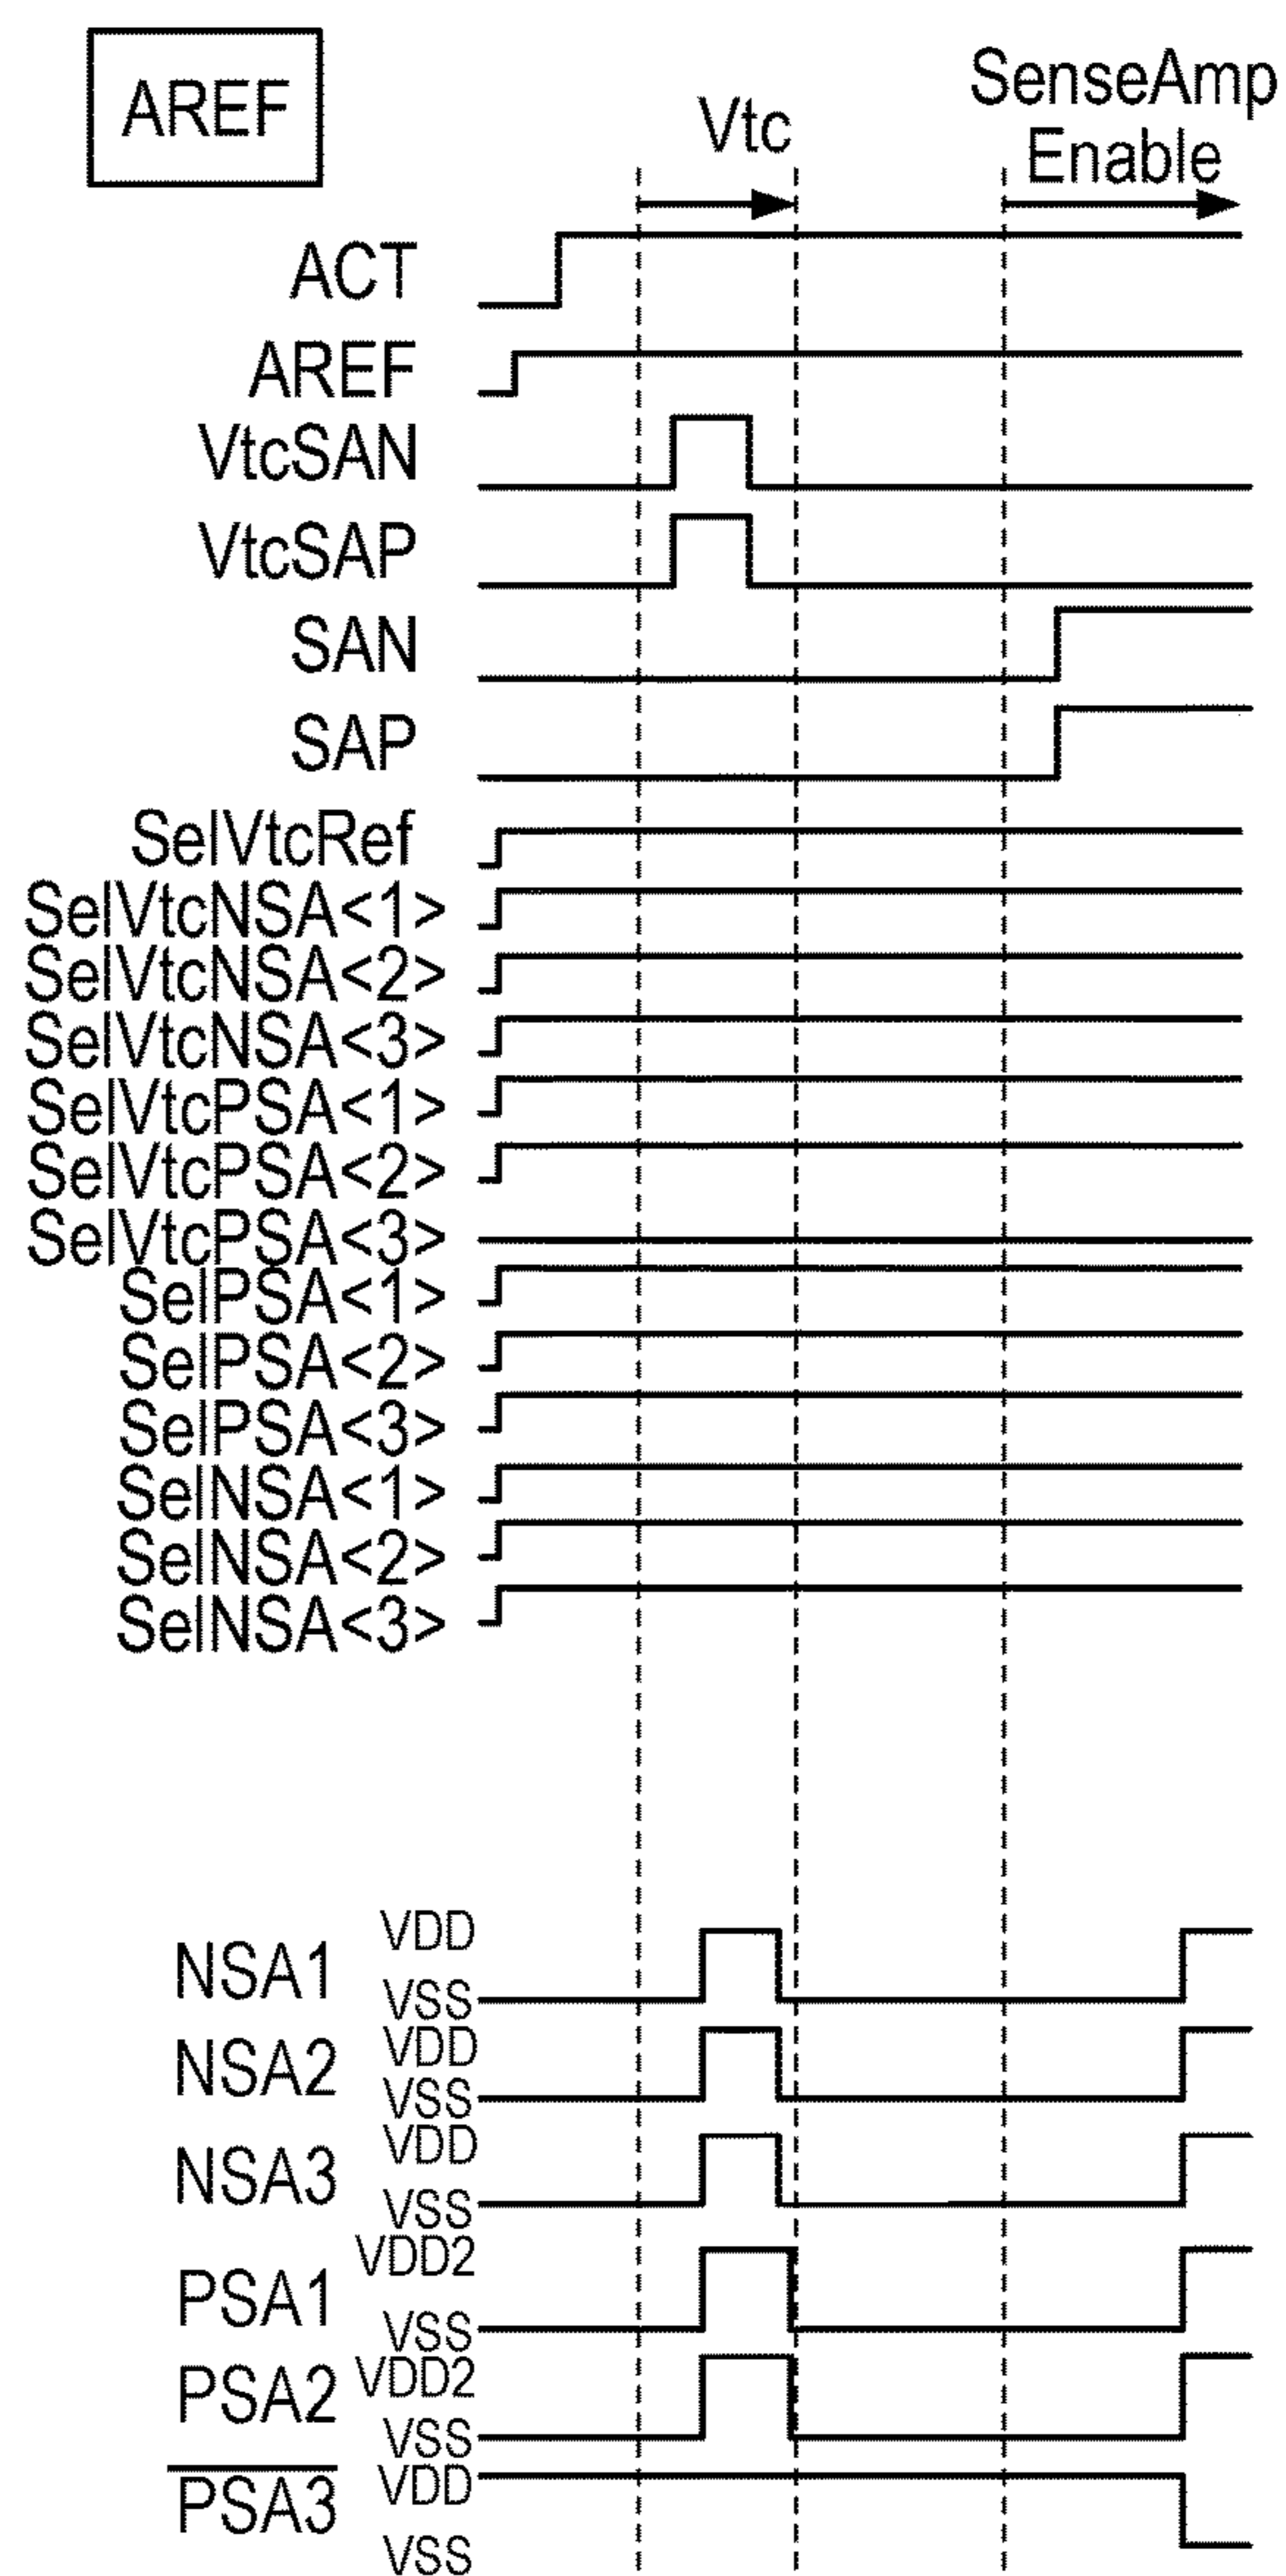 AREF
Vtc
SenseAmp
Enable
ACT
AREF
VtcSAN
VtcSAP
SAN
SAP
SelVtcRef
SelVtcNSA<1>
SelVtcNSA<2>
SelVtcNSA<3>
SelVtcPSA<1>
SelVtcPSA<2>
SelVtcPSA<3>
SelPSA<1>
SelPSA<2>
SelPSA<3>
SelNSA<1>
SelNSA<2>
SelNSA<3>
NSA1 VDD
VSS
NSA2 VDD
VSS
NSA3 VDD
VSS
PSA1 VDD2
VSS
PSA2 VDD2
VSS
PSA3 VDD
VSS